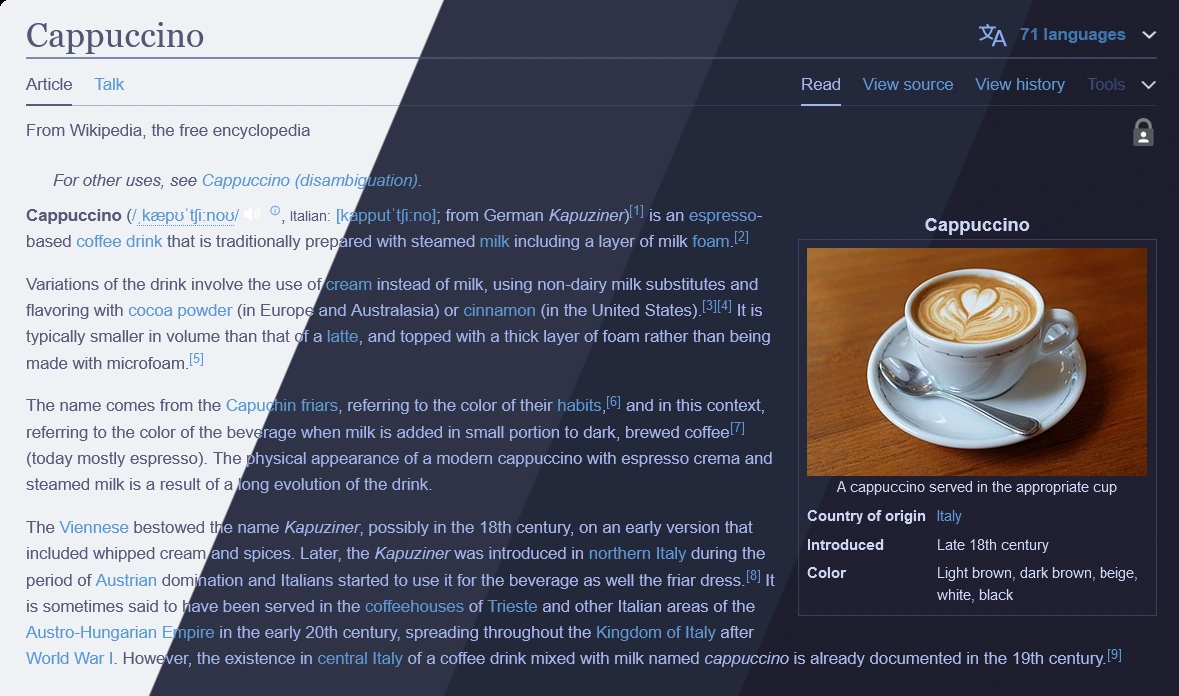 Cappuccino
71 languages
Article Talk Read View source View history Tools
From Wikipedia, the free encyclopedia
For other uses, see Cappuccino (disambiguation).
Cappuccino (/ˌkæpʊˈtʃiːnoʊ/ ⓘ, Italian: [kapputˈtʃiːno]; from German Kapuziner)[1] is an espresso-
based coffee drink that is traditionally prepared with steamed milk including a layer of milk foam.[2]
Variations of the drink involve the use of cream instead of milk, using non-dairy milk substitutes and
flavoring with cocoa powder (in Europe and Australasia) or cinnamon (in the United States).[3][4] It is
typically smaller in volume than that of a latte, and topped with a thick layer of foam rather than being
made with microfoam.[5]
The name comes from the Capuchin friars, referring to the color of their habits,[6] and in this context,
referring to the color of the beverage when milk is added in small portion to dark, brewed coffee[7]
(today mostly espresso). The physical appearance of a modern cappuccino with espresso crema and
steamed milk is a result of a long evolution of the drink.
The Viennese bestowed the name Kapuziner, possibly in the 18th century, on an early version that
included whipped cream and spices. Later, the Kapuziner was introduced in northern Italy during the
period of Austrian domination and Italians started to use it for the beverage as well the friar dress.[8] It
is sometimes said to have been served in the coffeehouses of Trieste and other Italian areas of the
Austro-Hungarian Empire in the early 20th century, spreading throughout the Kingdom of Italy after
World War I. However, the existence in central Italy of a coffee drink mixed with milk named cappuccino is already documented in the 19th century.[9]
Cappuccino
A cappuccino served in the appropriate cup
Country of origin Italy
Introduced Late 18th century
Color Light brown, dark brown, beige,
white, black